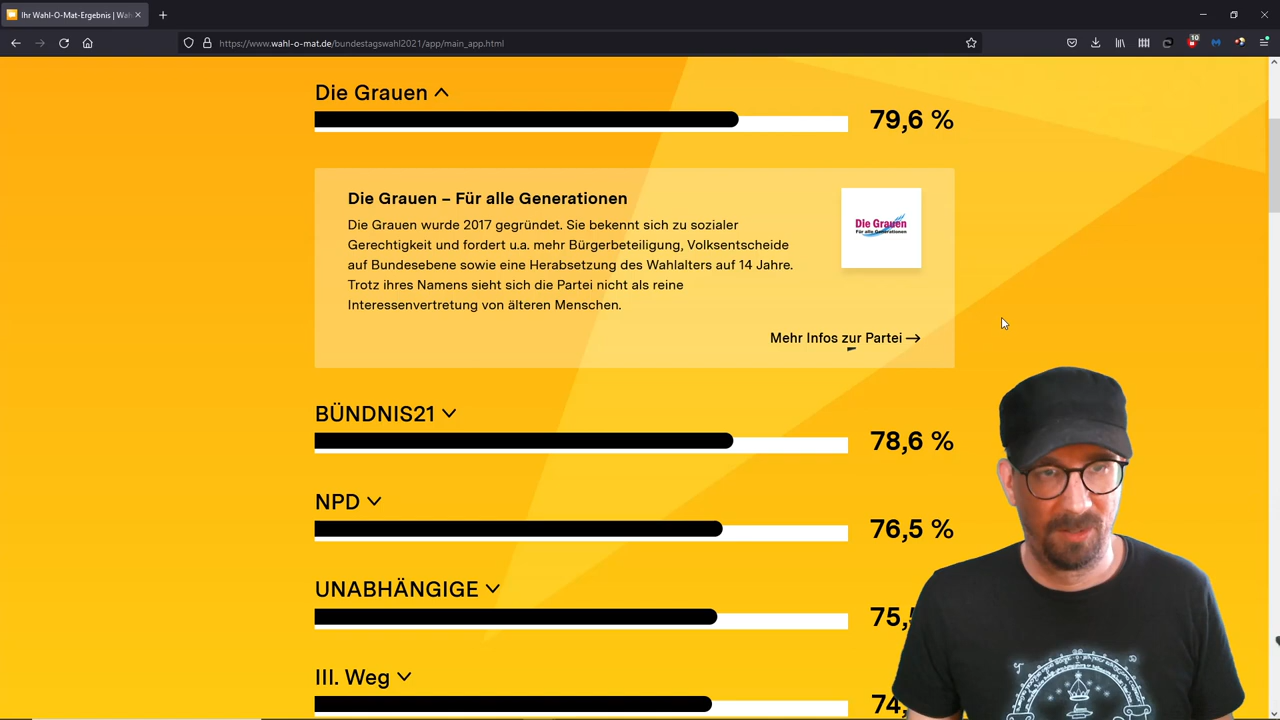 Ihr Wahl-O-Mat-Ergebnis | Wah
https://www.wahl-o-mat.de/bundestagswahl2021/app/main_app.html
10
Die Grauen
79,6 %
Die Grauen – Für alle Generationen
Die Grauen wurde 2017 gegründet. Sie bekennt sich zu sozialer
Gerechtigkeit und fordert u.a. mehr Bürgerbeteiligung, Volksentscheide
auf Bundesebene sowie eine Herabsetzung des Wahlalters auf 14 Jahre.
Trotz ihres Namens sieht sich die Partei nicht als reine
Interessenvertretung von älteren Menschen.
Die Grauen
Für alle Generationen
Mehr Infos zur Partei →
BÜNDNIS21
78,6 %
NPD
76,5 %
UNABHÄNGIGE
75,
III. Weg
74,